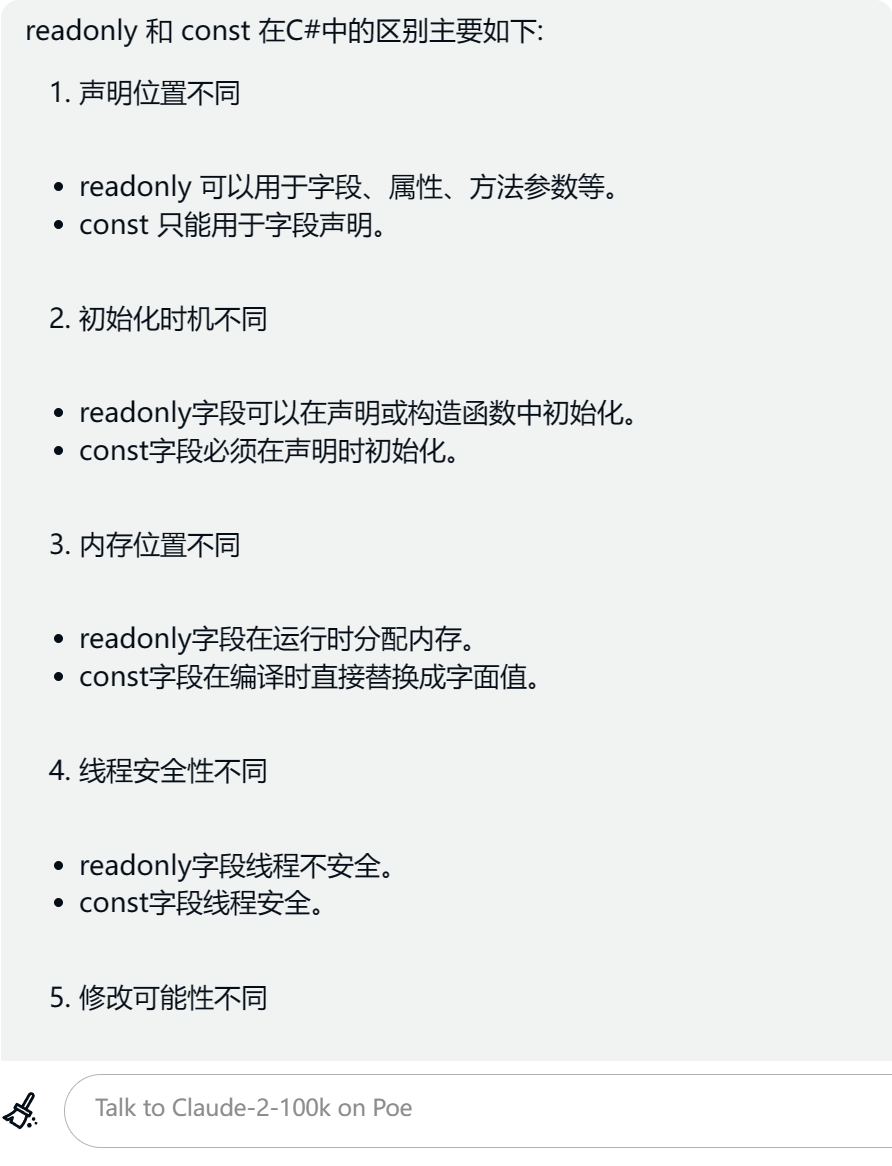 readonly 和 const 在C#中的区别主要如下:
1. 声明位置不同
• readonly 可以用于字段、属性、方法参数等。
• const 只能用于字段声明。
2. 初始化时机不同
• readonly字段可以在声明或构造函数中初始化。
• const字段必须在声明时初始化。
3. 内存位置不同
• readonly字段在运行时分配内存。
• const字段在编译时直接替换成字面值。
4. 线程安全性不同
• readonly字段线程不安全。
• const字段线程安全。
5. 修改可能性不同
Talk to Claude-2-100k on Poe